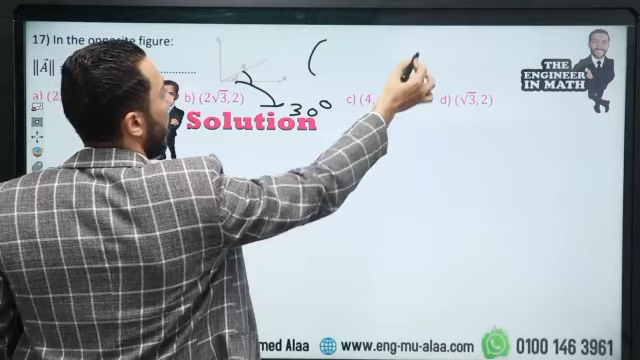 17) In the opposite figure:
‖A⃗‖
a) (2,
b) (2√3, 2)
c) (4,
d) (√3, 2)
(
30°
Solution
THE
ENGINEER
IN MATH
med Alaa
www.eng-mu-alaa.com
0100 146 3961